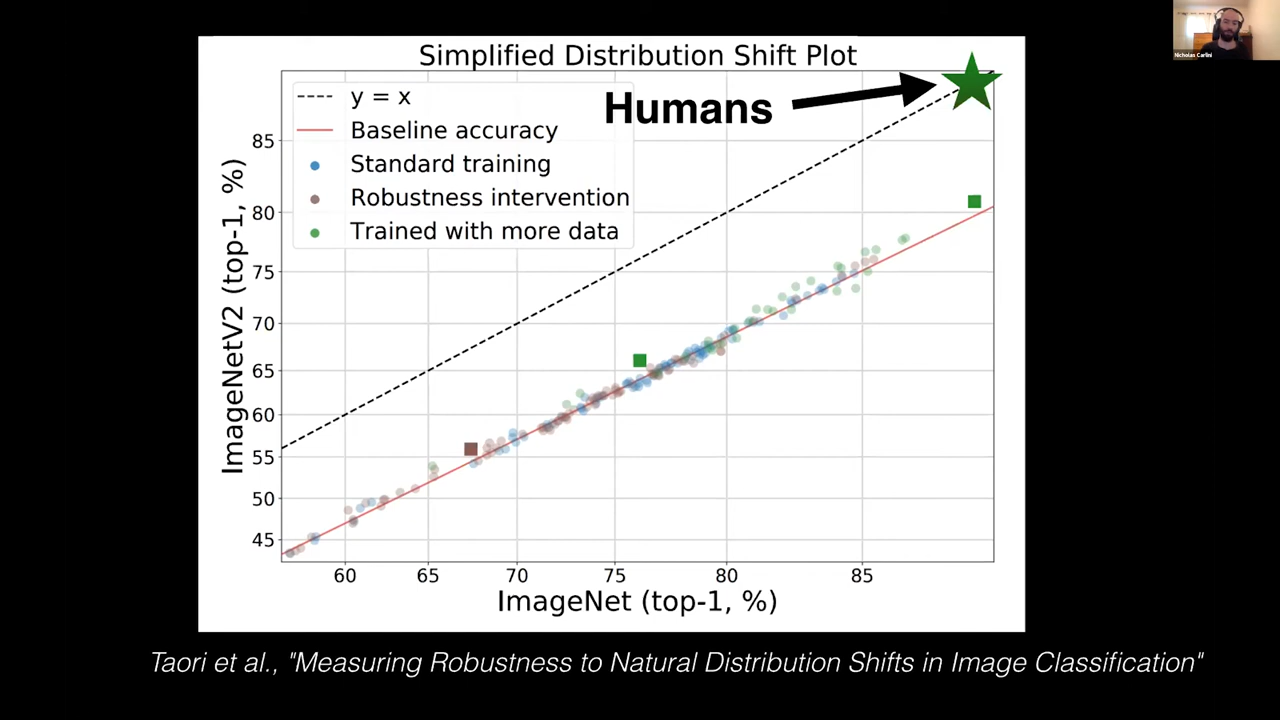 Simplified Distribution Shift Plot
y = x
Baseline accuracy
Standard training
Robustness intervention
Trained with more data
Humans
Nicholas Carlini
ImageNetV2 (top-1, %)
85
80
75
70
65
60
55
50
45
60
65
70
75
80
85
ImageNet (top-1, %)
Taori et al., "Measuring Robustness to Natural Distribution Shifts in Image Classification"